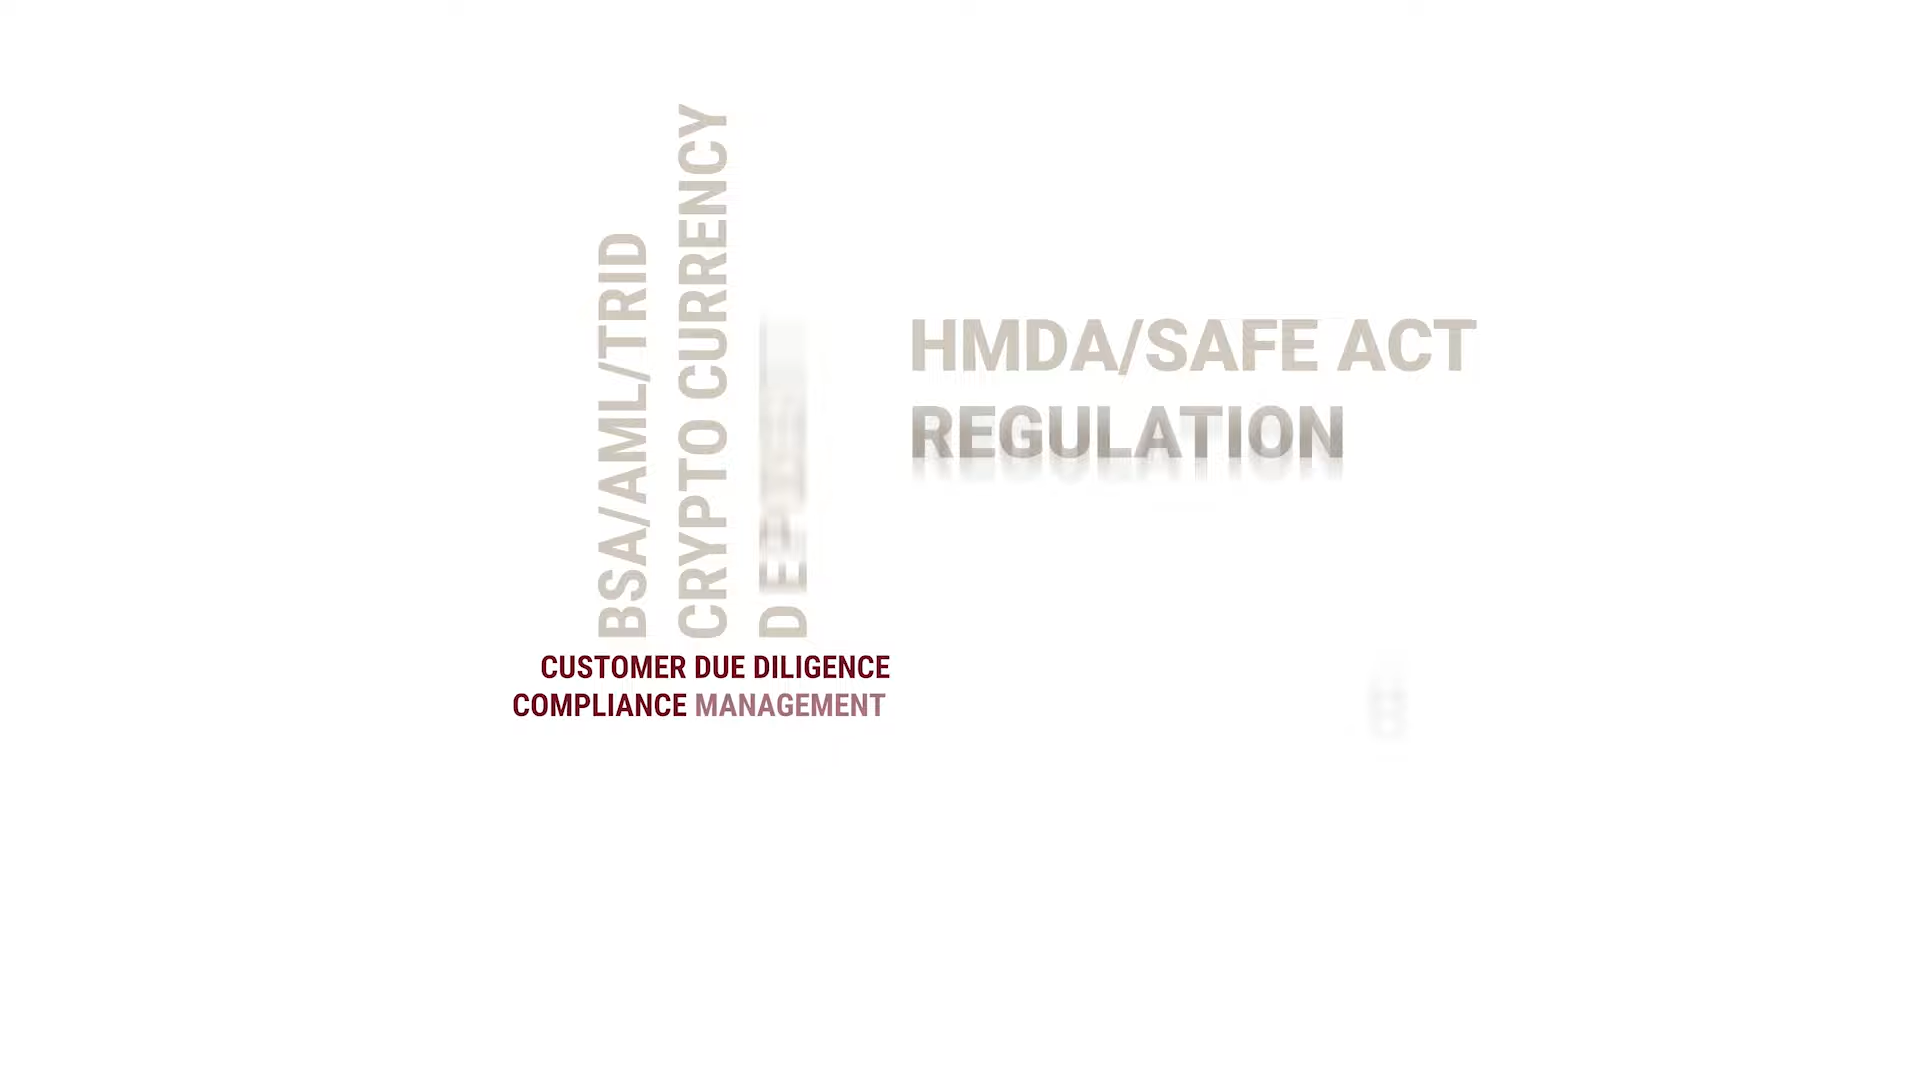 BSA/AML/TRID
CRYPTO CURRENCY
HMDA/SAFE ACT
REGULATION
CUSTOMER DUE DILIGENCE
COMPLIANCE MANAGEMENT